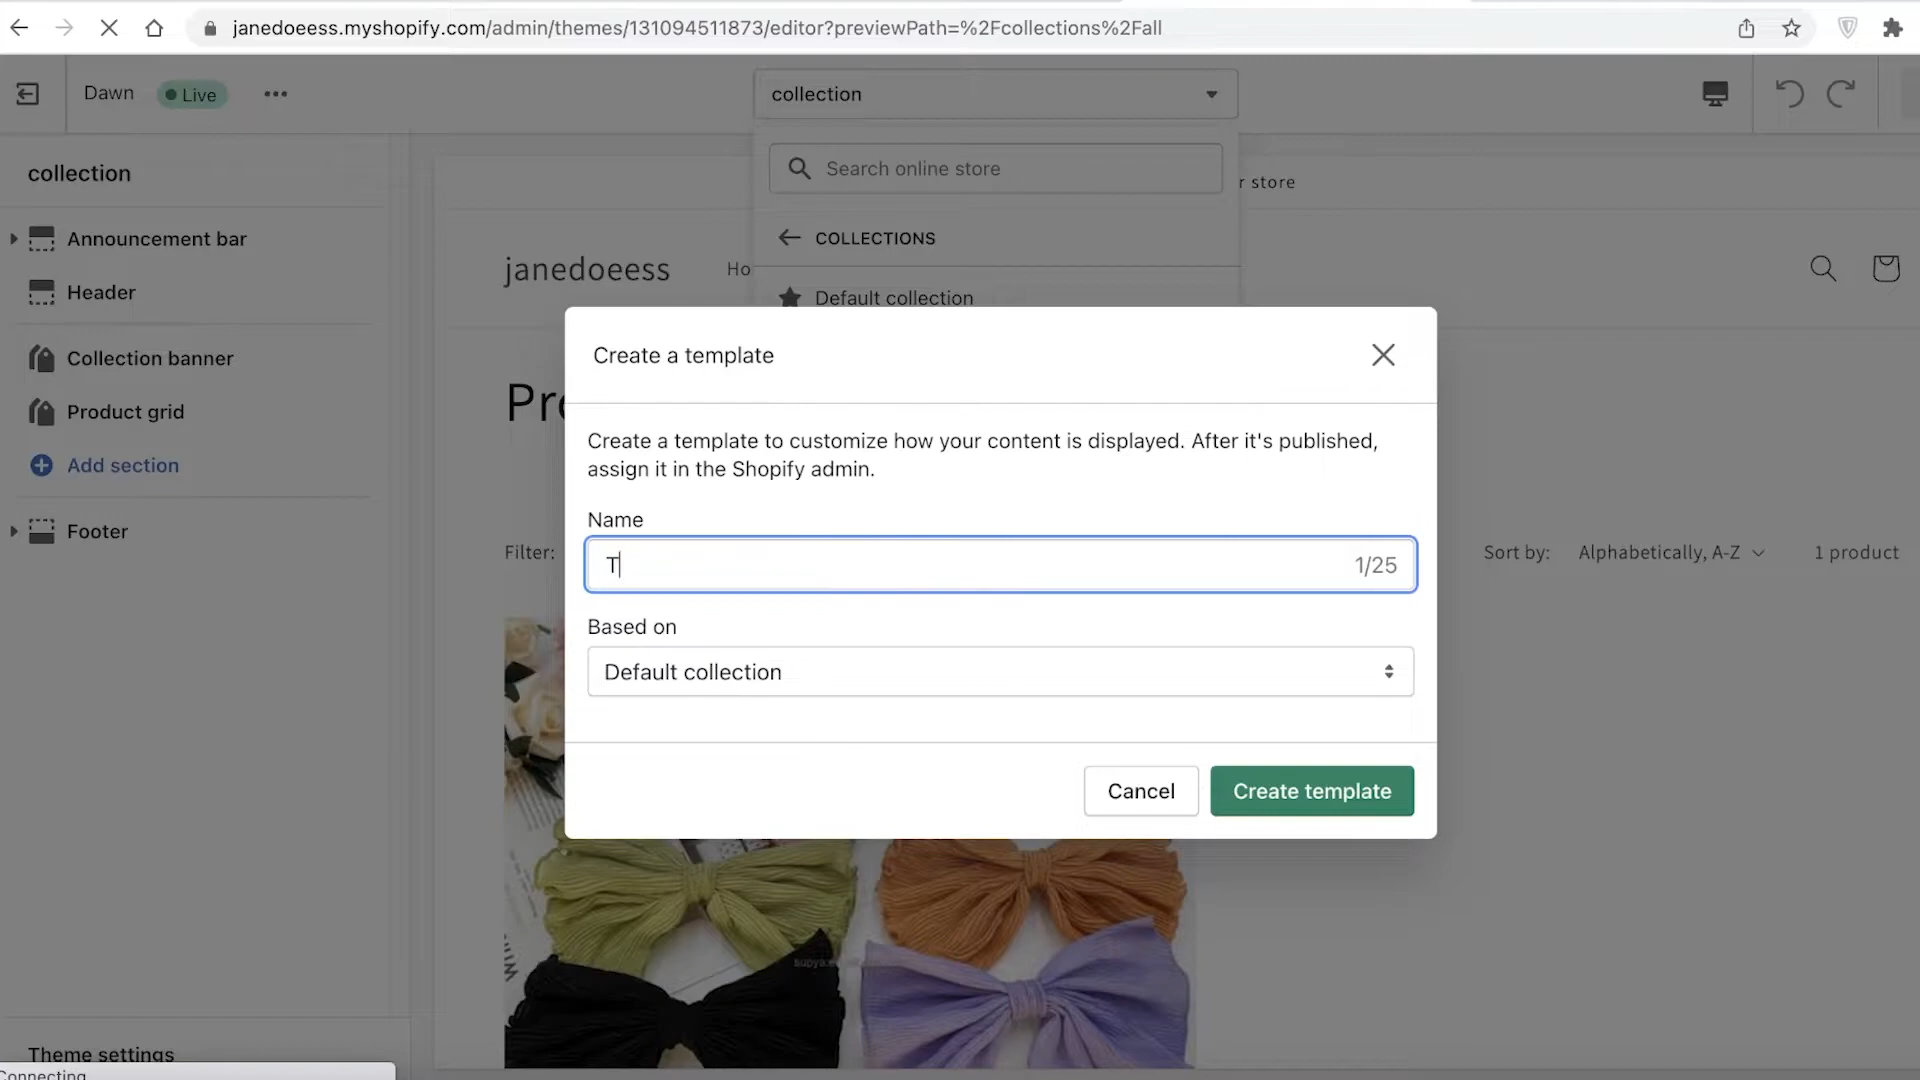 janedoeess.myshopify.com/admin/themes/131094511873/editor?previewPath=%2Fcollections%2Fall
Dawn
Live
collection
collection
Search online store
r store
Announcement bar
COLLECTIONS
Header
janedoeess
Ho
Default collection
Collection banner
Create a template
Product grid
Pre
Create a template to customize how your content is displayed. After it's published,
assign it in the Shopify admin.
Add section
Name
Footer
Filter:
T
1/25
Sort by:
Alphabetically, A-Z
1 product
Based on
Default collection
Cancel
Create template
Theme settings
Connecting